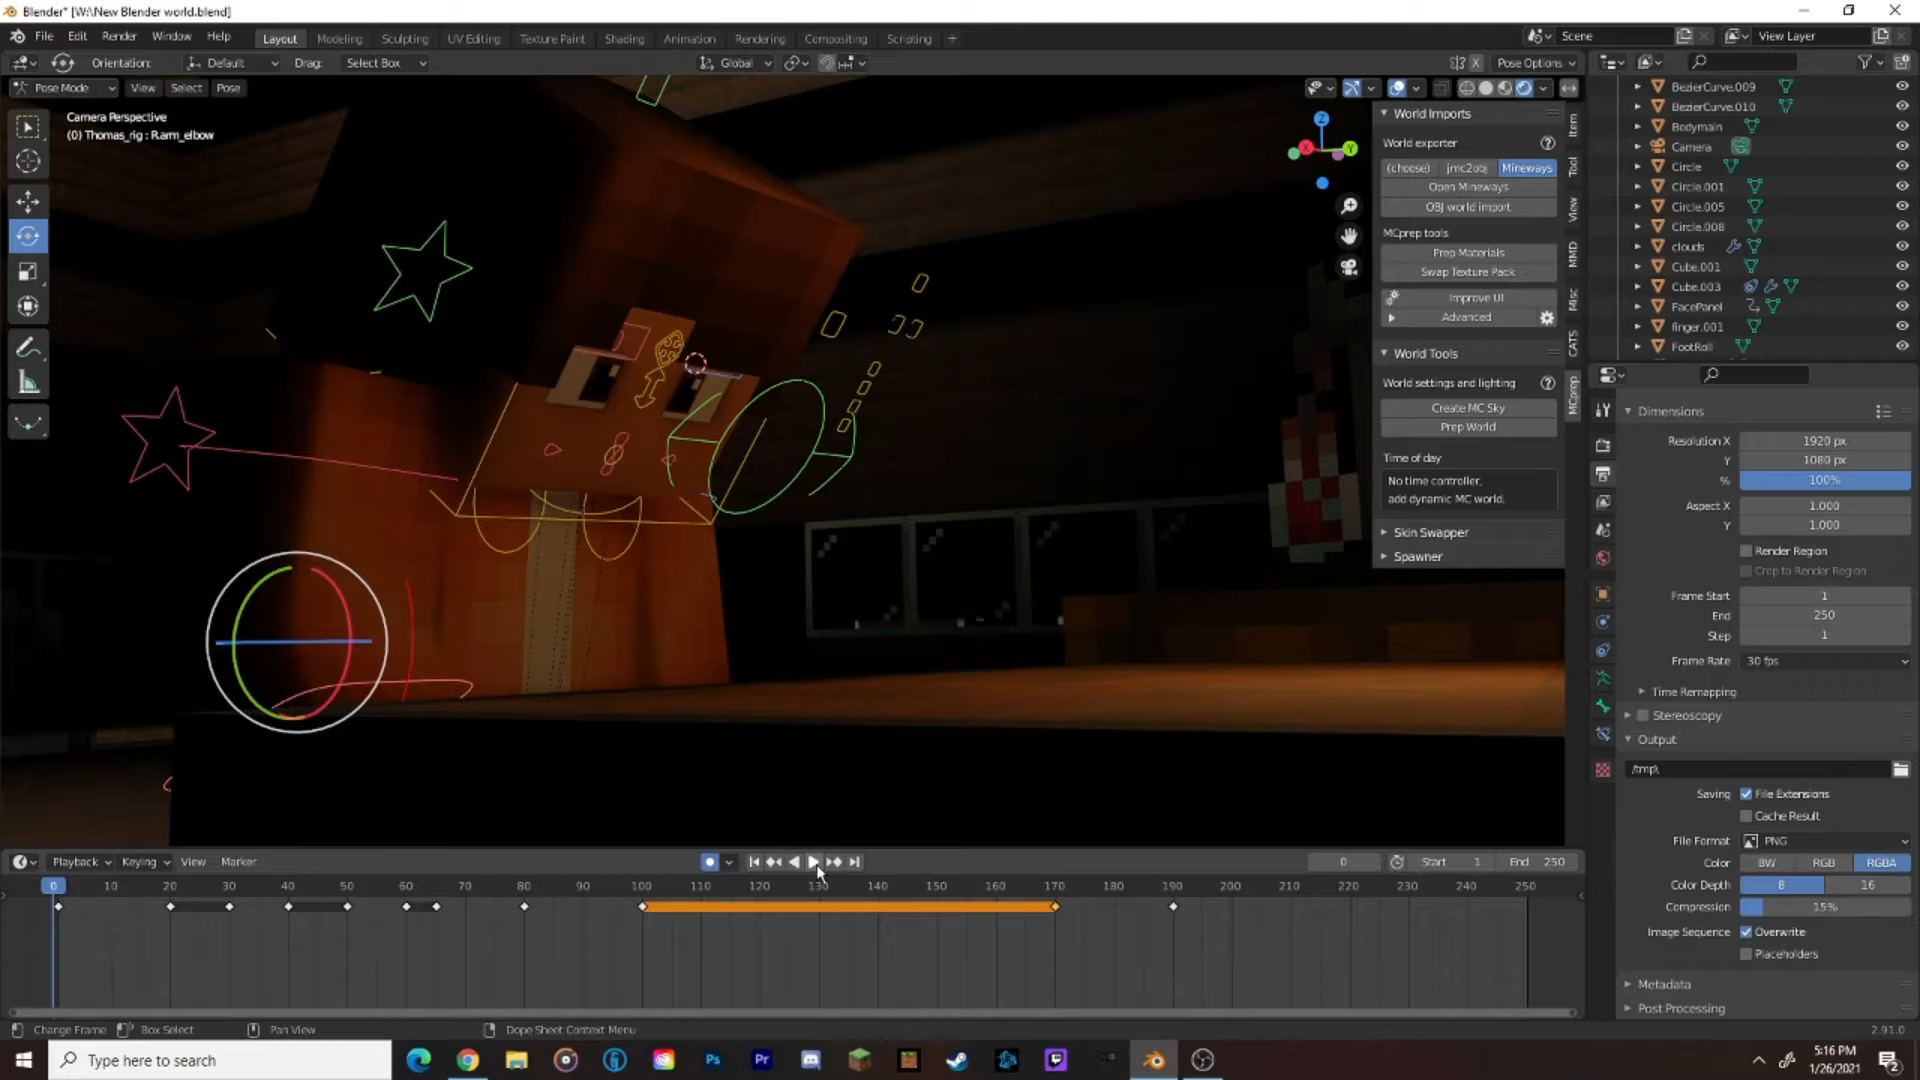 Blender* [W:\New Blender world.blend]
File Edit Render Window Help
Layout Modeling Sculpting UV Editing Texture Paint Shading Animation Rendering Compositing Scripting +
Scene View Layer
Orientation: Default Drag: Select Box Global X Pose Options
Pose Mode View Select Pose
Camera Perspective
(0) Thomas_rig : R.arm_elbow
Z
X
Y
World Imports
World exporter
(choose) jmc2obj Mineways
Open Mineways
OBJ world import
MCprep tools
Prep Materials
Swap Texture Pack
Improve UI
Advanced
World Tools
World settings and lighting
Create MC Sky
Prep World
Time of day
No time controller,
add dynamic MC world.
Skin Swapper
Spawner
Item
Tool
View
MMD
Misc
CATS
MCprep
BezierCurve.009
BezierCurve.010
Bodymain
Camera
Circle
Circle.001
Circle.005
Circle.008
clouds
Cube.001
Cube.003
FacePanel
finger.001
FootRoll
Dimensions
Resolution X 1920 px
Y 1080 px
% 100%
Aspect X 1.000
Y 1.000
Render Region
Crop to Render Region
Frame Start 1
End 250
Step 1
Frame Rate 30 fps
Time Remapping
Stereoscopy
Output
/tmp\
Saving File Extensions
Cache Result
File Format PNG
Color BW RGB RGBA
Color Depth 8 16
Compression 15%
Image Sequence Overwrite
Placeholders
Metadata
Post Processing
Playback Keying View Marker 0 Start 1 End 250
0 10 20 30 40 50 60 70 80 90 100 110 120 130 140 150 160 170 180 190 200 210 220 230 240 250
Change Frame Box Select Pan View Dope Sheet Context Menu 2.91.0
Type here to search
Ps Pr
5:16 PM
1/26/2021
2